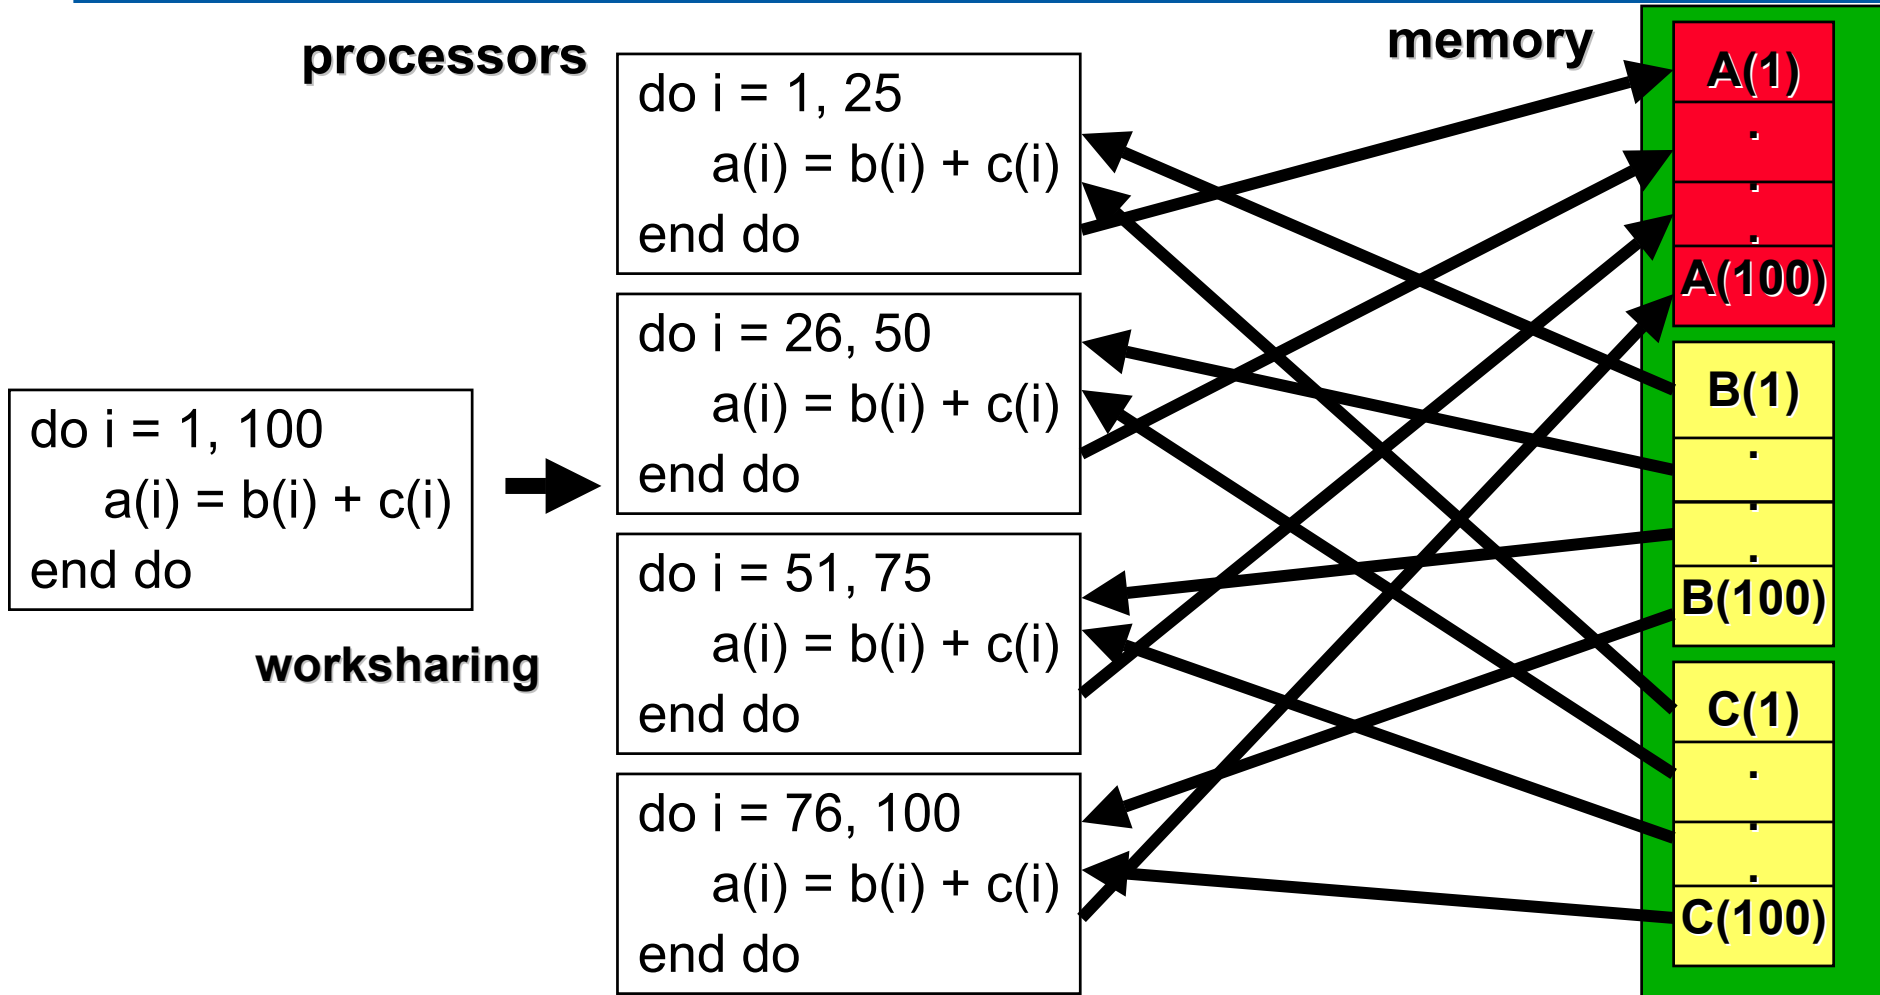 processors
memory
do i = 1, 100
a(i) = b(i) + c(i)
end do
worksharing
do i = 1, 25
a(i) = b(i) + c(i)
end do
do i = 26, 50
a(i) = b(i) + c(i)
end do
do i = 51, 75
a(i) = b(i) + c(i)
end do
do i = 76, 100
a(i) = b(i) + c(i)
end do
A(1)
.
.
.
A(100)
B(1)
.
.
.
B(100)
C(1)
.
.
.
C(100)